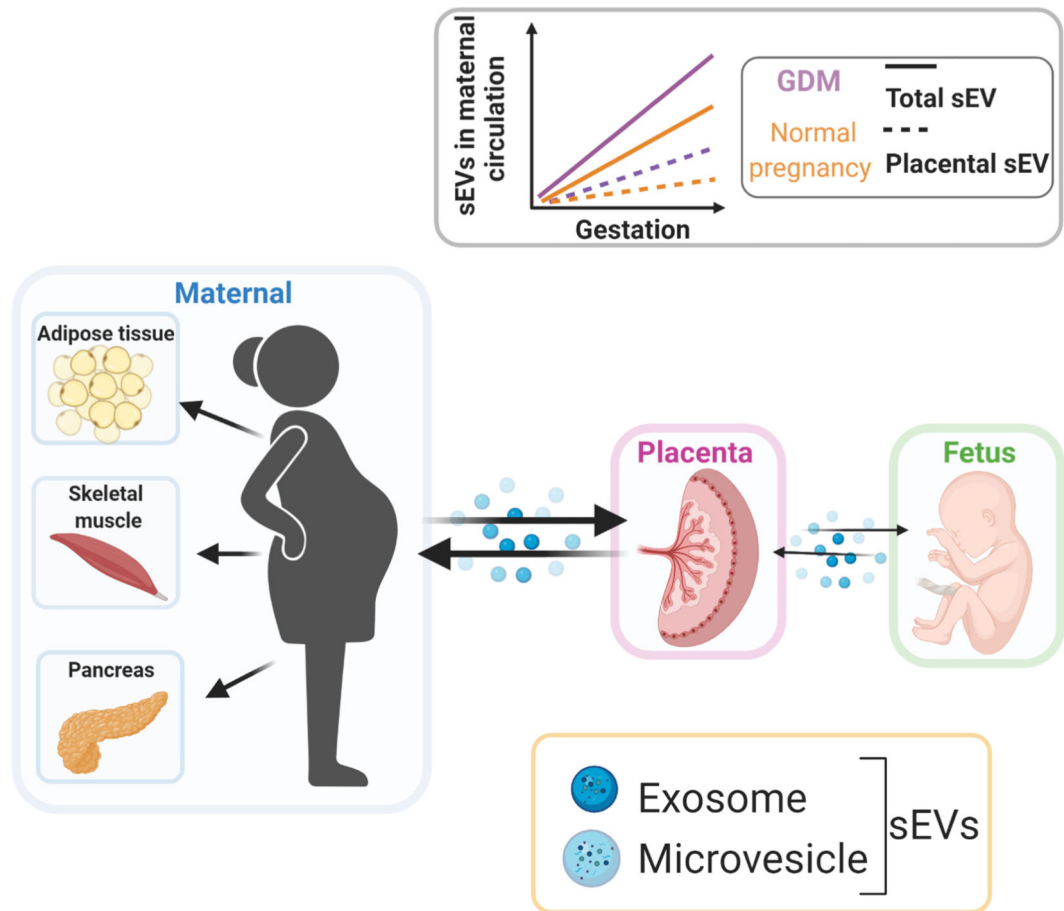 sEVs in maternal
circulation
Gestation
GDM
Normal
pregnancy
Total sEV
Placental sEV
Maternal
Adipose tissue
Skeletal
muscle
Pancreas
Placenta
Fetus
Exosome
Microvesicle
sEVs